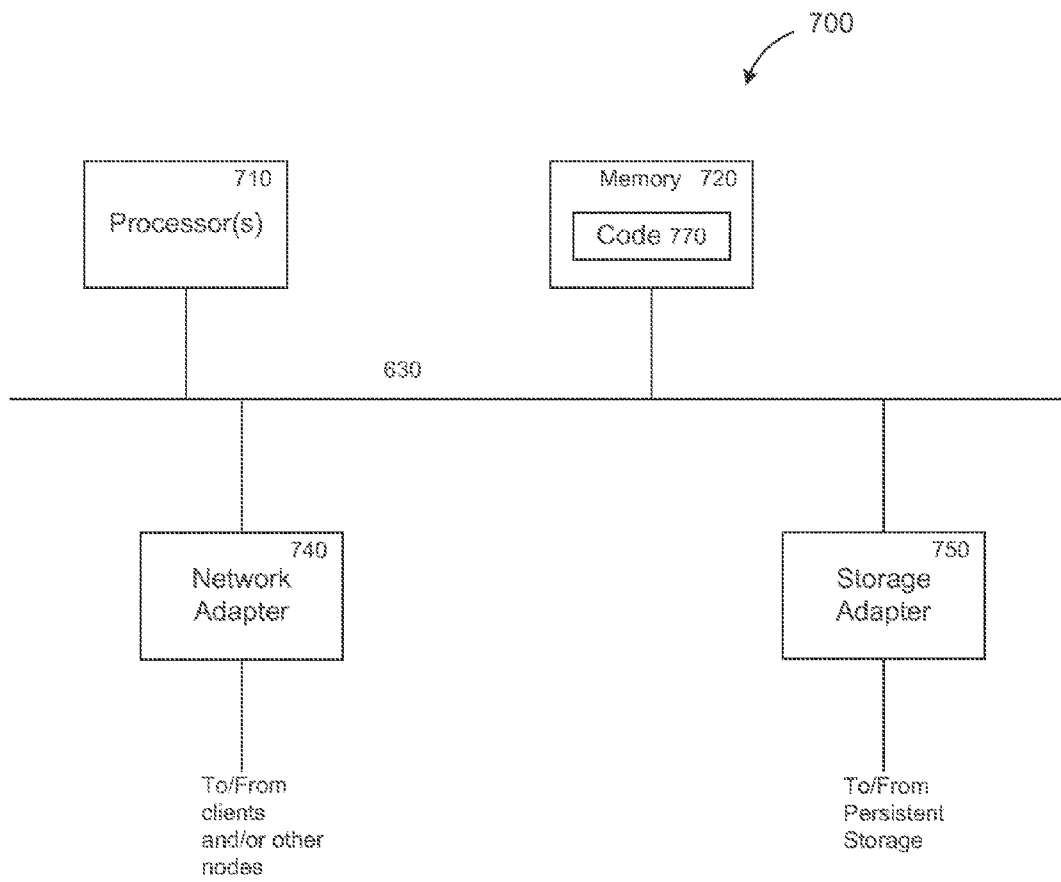 700
710
Processor(s)
Memory 720
Code 770
630
740
Network
Adapter
750
Storage
Adapter
To/From
clients
and/or other
nodes
To/From
Persistent
Storage